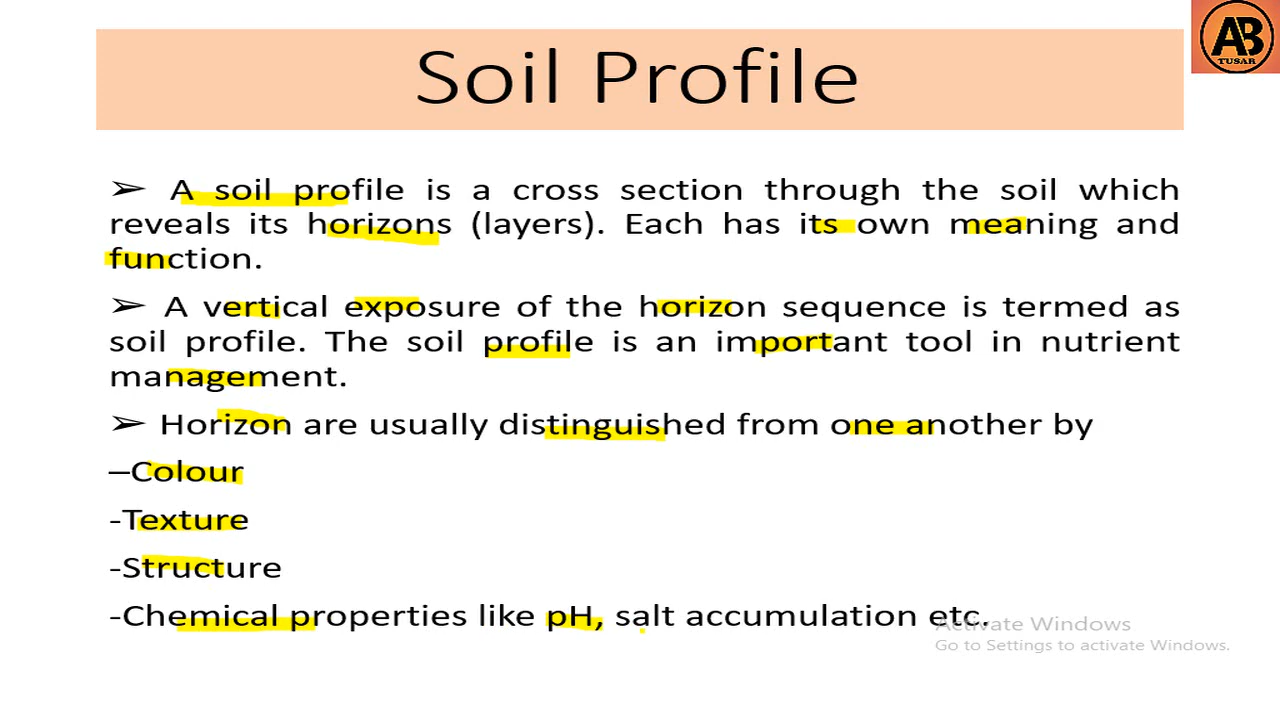 AB
TUSAR
Soil Profile
➢ A soil profile is a cross section through the soil which
reveals its horizons (layers). Each has its own meaning and
function.
➢ A vertical exposure of the horizon sequence is termed as
soil profile. The soil profile is an important tool in nutrient
management.
➢ Horizon are usually distinguished from one another by
–Colour
-Texture
-Structure
-Chemical properties like pH, salt accumulation etc.
Activate Windows
Go to Settings to activate Windows.